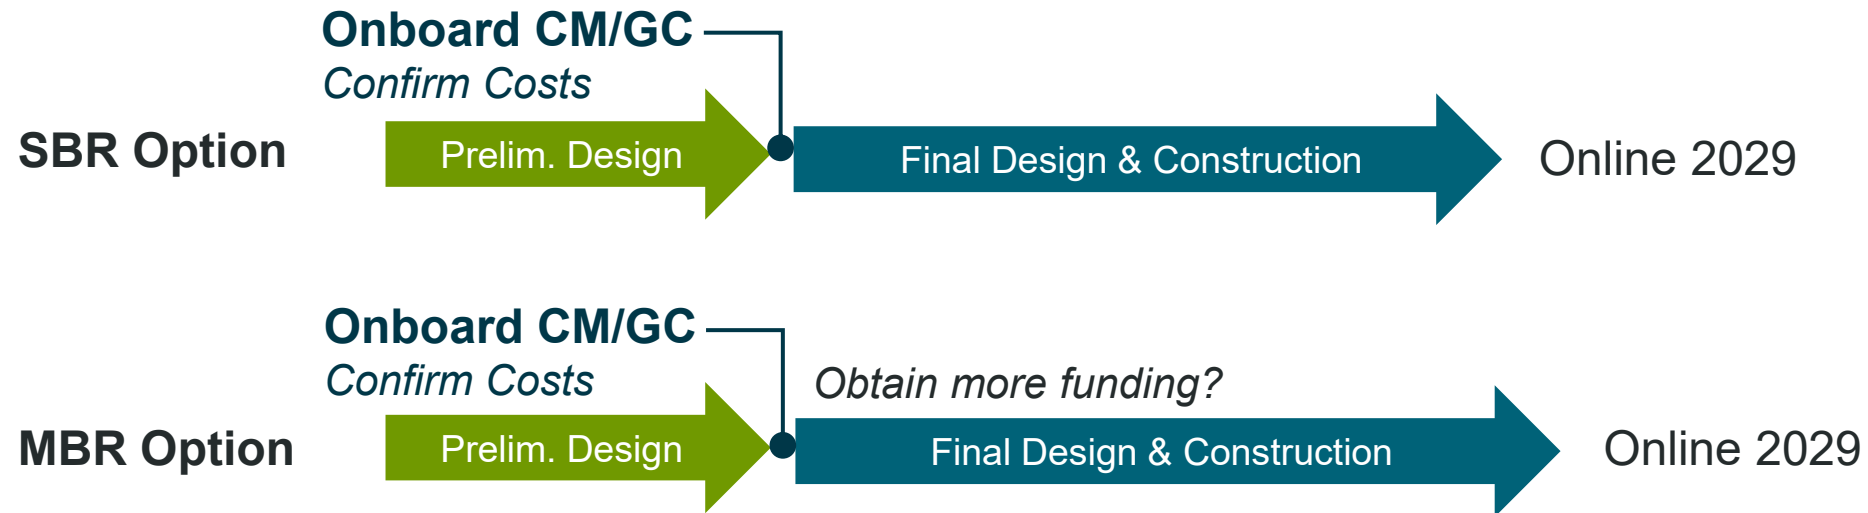 Onboard CM/GC
Confirm Costs
SBR Option
Prelim. Design
Final Design & Construction
Online 2029
Onboard CM/GC
Confirm Costs
Obtain more funding?
MBR Option
Prelim. Design
Final Design & Construction
Online 2029